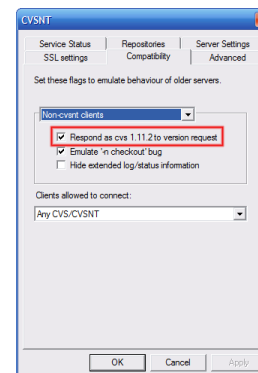 CVSNT
Service Status Repositories Server Settings
SSL settings Compatibility Advanced
Set these flags to emulate behaviour of older servers.
Non-cvsnt clients
Respond as cvs 1.11.2 to version request
Emulate '-n checkout' bug
Hide extended log/status information
Clients allowed to connect:
Any CVS/CVSNT
OK Cancel Apply